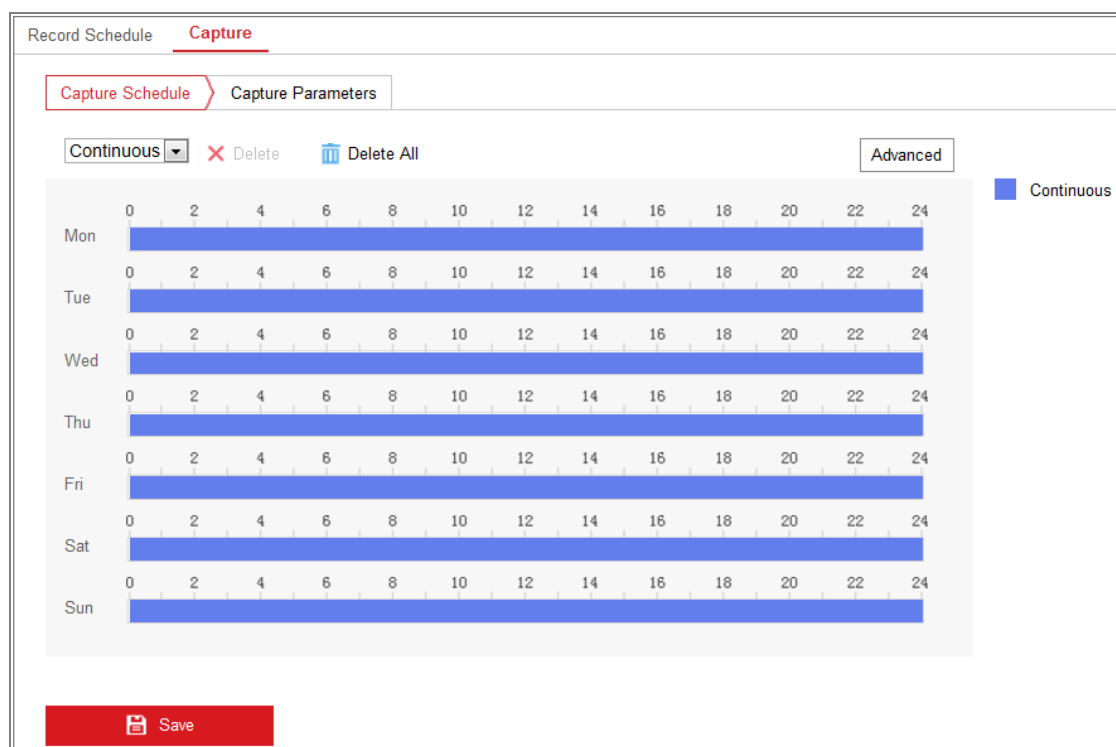 Record Schedule Capture
Capture Schedule Capture Parameters
Continuous Delete Delete All Advanced
Continuous
0 2 4 6 8 10 12 14 16 18 20 22 24
Mon
0 2 4 6 8 10 12 14 16 18 20 22 24
Tue
0 2 4 6 8 10 12 14 16 18 20 22 24
Wed
0 2 4 6 8 10 12 14 16 18 20 22 24
Thu
0 2 4 6 8 10 12 14 16 18 20 22 24
Fri
0 2 4 6 8 10 12 14 16 18 20 22 24
Sat
0 2 4 6 8 10 12 14 16 18 20 22 24
Sun
Save